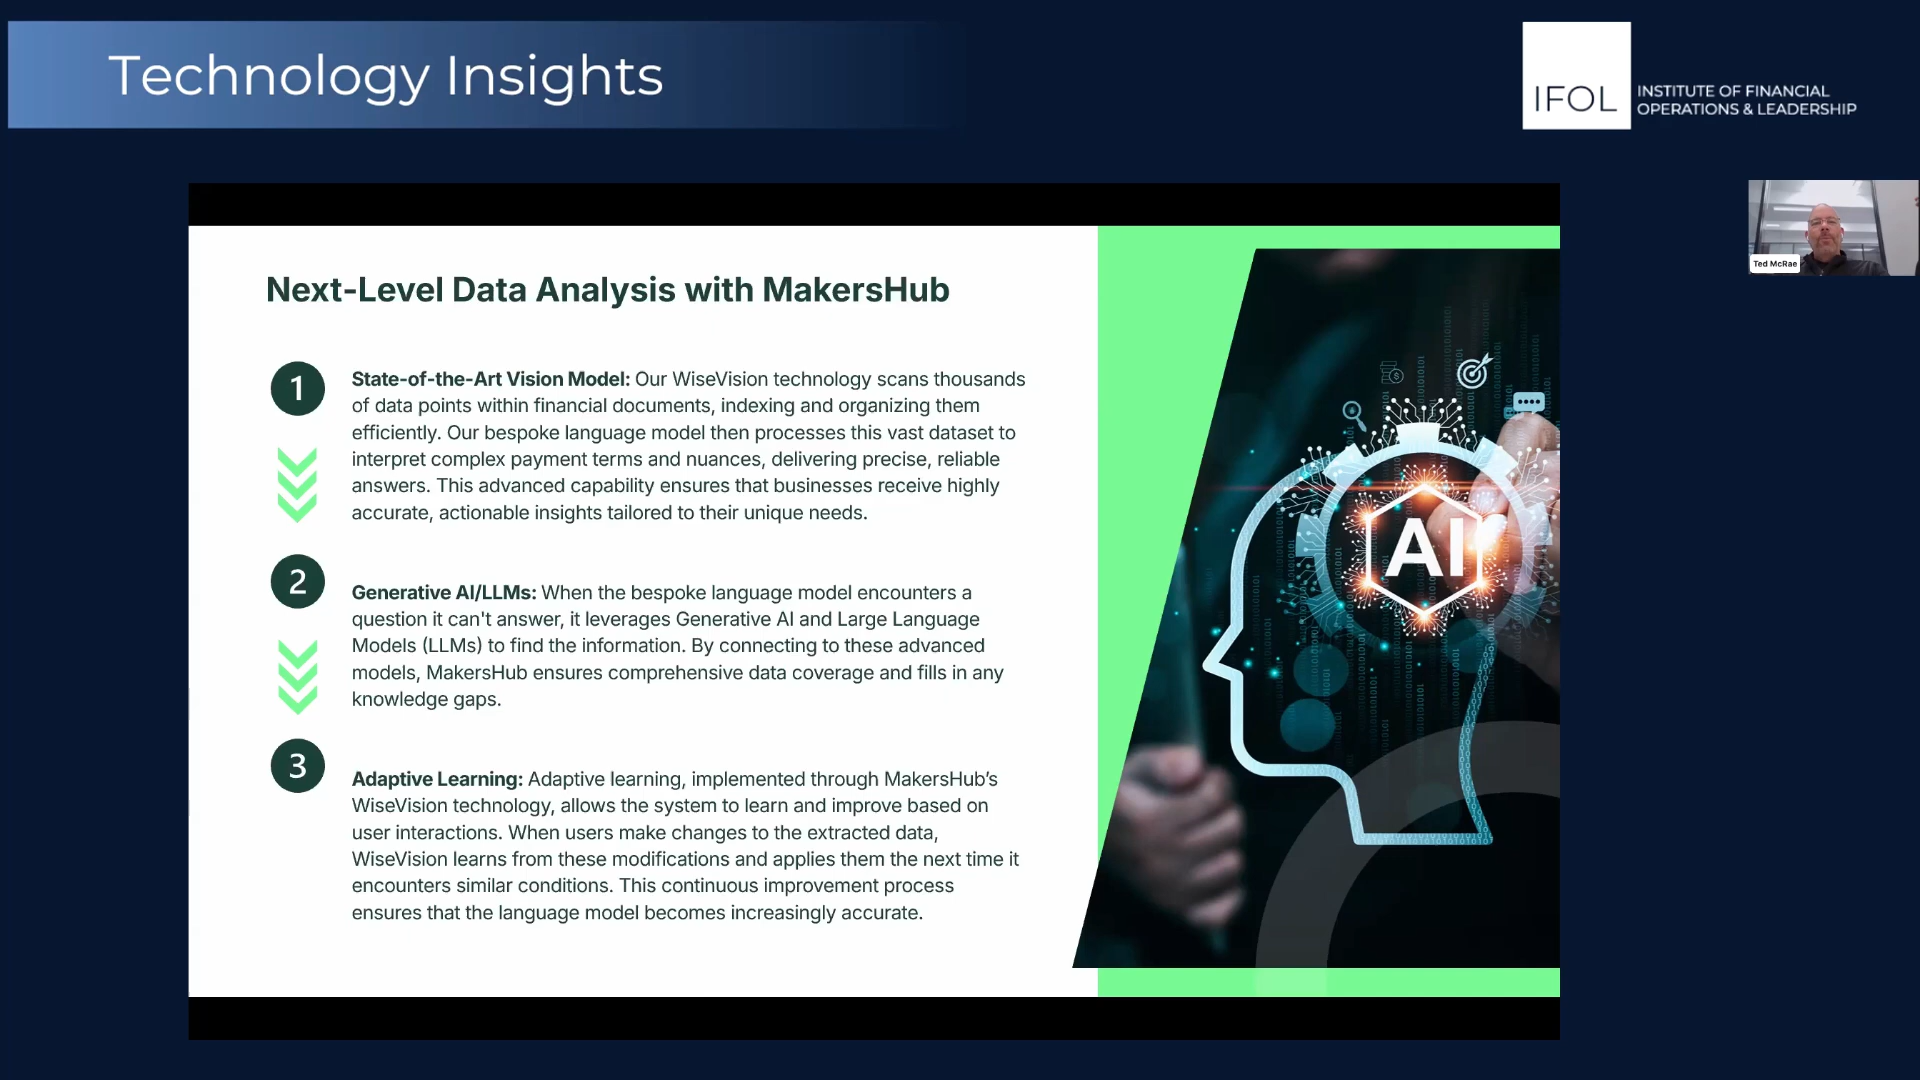 Technology Insights
IFOL
INSTITUTE OF FINANCIAL
OPERATIONS & LEADERSHIP
Ted McRae
Next-Level Data Analysis with MakersHub
1
State-of-the-Art Vision Model: Our WiseVision technology scans thousands
of data points within financial documents, indexing and organizing them
efficiently. Our bespoke language model then processes this vast dataset to
interpret complex payment terms and nuances, delivering precise, reliable
answers. This advanced capability ensures that businesses receive highly
accurate, actionable insights tailored to their unique needs.
2
Generative AI/LLMs: When the bespoke language model encounters a
question it can't answer, it leverages Generative AI and Large Language
Models (LLMs) to find the information. By connecting to these advanced
models, MakersHub ensures comprehensive data coverage and fills in any
knowledge gaps.
3
Adaptive Learning: Adaptive learning, implemented through MakersHub’s
WiseVision technology, allows the system to learn and improve based on
user interactions. When users make changes to the extracted data,
WiseVision learns from these modifications and applies them the next time it
encounters similar conditions. This continuous improvement process
ensures that the language model becomes increasingly accurate.
AI